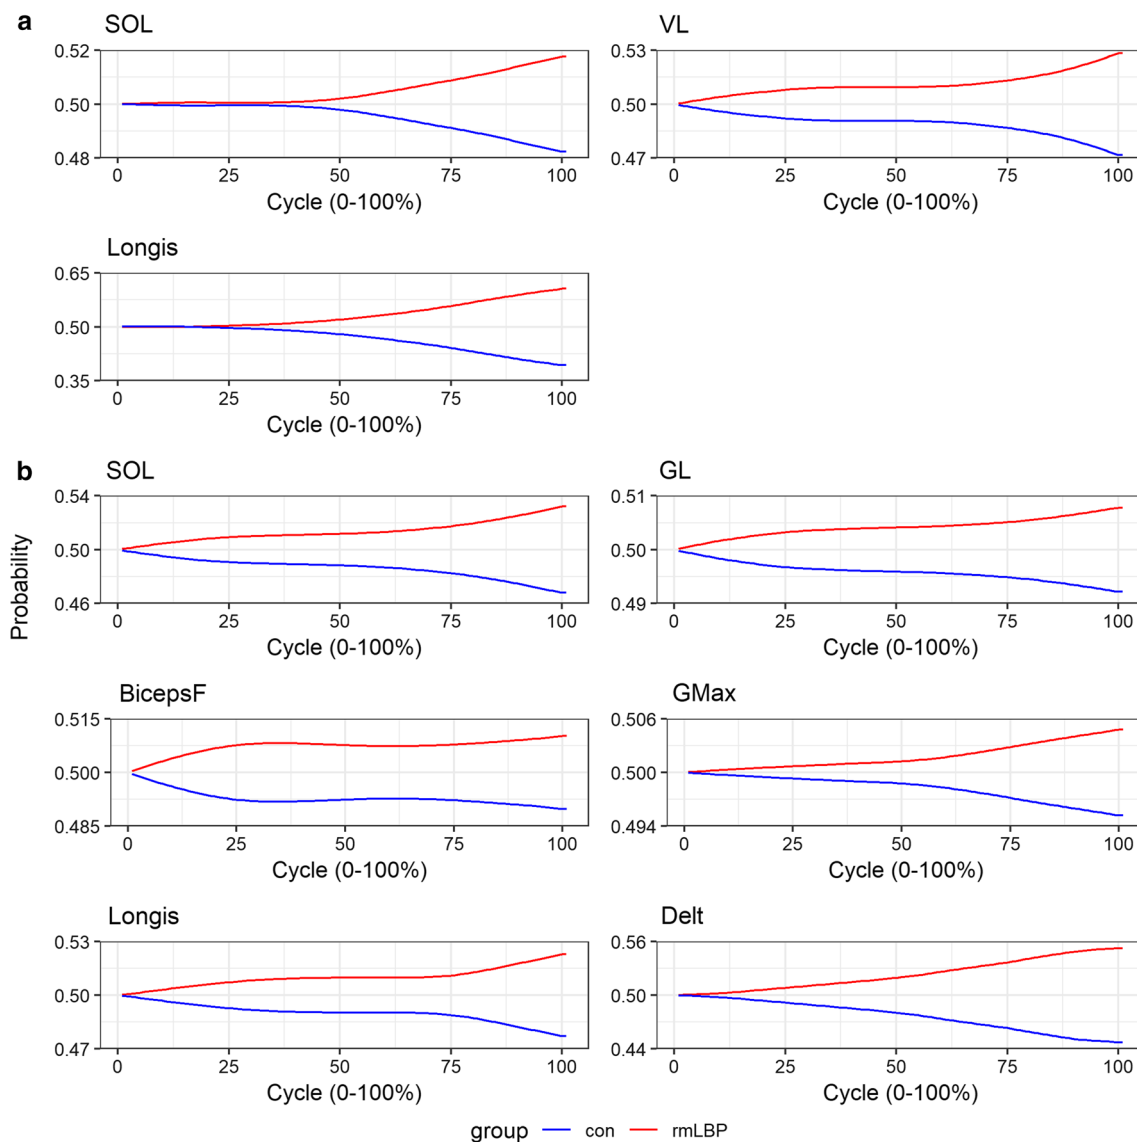 a
SOL
VL
0.52
0.50
0.48
0 25 50 75 100
Cycle (0-100%)
0.53
0.50
0.47
0 25 50 75 100
Cycle (0-100%)
Longis
0.65
0.50
0.35
0 25 50 75 100
Cycle (0-100%)
b
Probability
SOL
GL
0.54
0.50
0.46
0 25 50 75 100
Cycle (0-100%)
0.51
0.50
0.49
0 25 50 75 100
Cycle (0-100%)
BicepsF
GMax
0.515
0.500
0.485
0 25 50 75 100
Cycle (0-100%)
0.506
0.500
0.494
0 25 50 75 100
Cycle (0-100%)
Longis
Delt
0.53
0.50
0.47
0 25 50 75 100
Cycle (0-100%)
0.56
0.50
0.44
0 25 50 75 100
Cycle (0-100%)
group con rmLBP